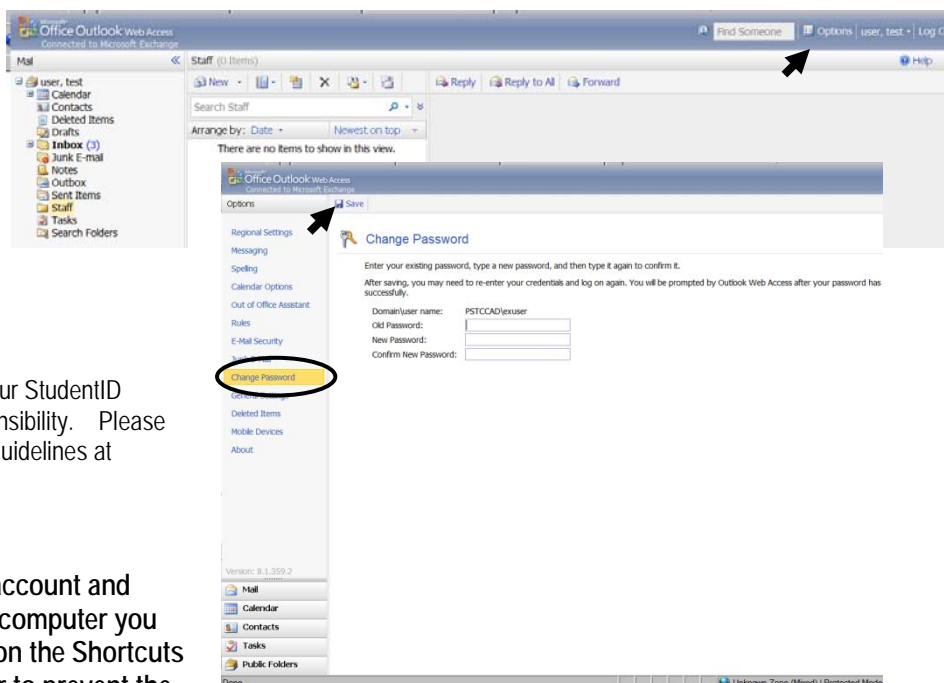 Microsoft®
Office Outlook Web Access
Connected to Microsoft Exchange
Find Someone
Options
user, test
Log O
Mail
Staff (0 Items)
Help
user, test
Calendar
Contacts
Deleted Items
Drafts
Inbox (3)
Junk E-mail
Notes
Outbox
Sent Items
Staff
Tasks
Search Folders
New
Reply
Reply to All
Forward
Search Staff
Arrange by: Date
Newest on top
There are no items to show in this view.
Office Outlook Web Access
Connected to Microsoft Exchange
Options
Save
Regional Settings
Messaging
Spelling
Calendar Options
Out of Office Assistant
Rules
E-Mail Security
Junk E-Mail
Change Password
General Settings
Deleted Items
Mobile Devices
About
Version: 8.1.359.2
Mail
Calendar
Contacts
Tasks
Public Folders
Done
Change Password
Enter your existing password, type a new password, and then type it again to confirm it.
After saving, you may need to re-enter your credentials and log on again. You will be prompted by Outlook Web Access after your password has
successfully.
Domain\user name: PSTCCAD\exuser
Old Password:
New Password:
Confirm New Password:
Unknown Zone (Mixed) | Protected Mode
ur StudentID
nsibility. Please
uidelines at
account and
computer you
on the Shortcuts
r to prevent the